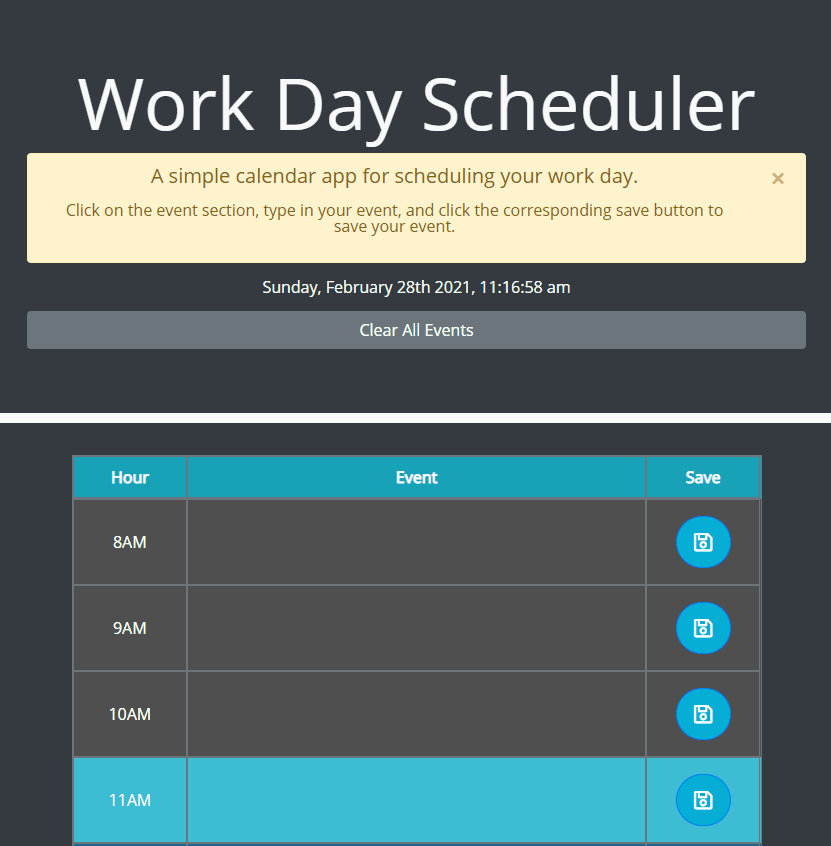 Work Day Scheduler
A simple calendar app for scheduling your work day.
×
Click on the event section, type in your event, and click the corresponding save button to
save your event.
Sunday, February 28th 2021, 11:16:58 am
Clear All Events
Hour Event Save
8AM
9AM
10AM
11AM